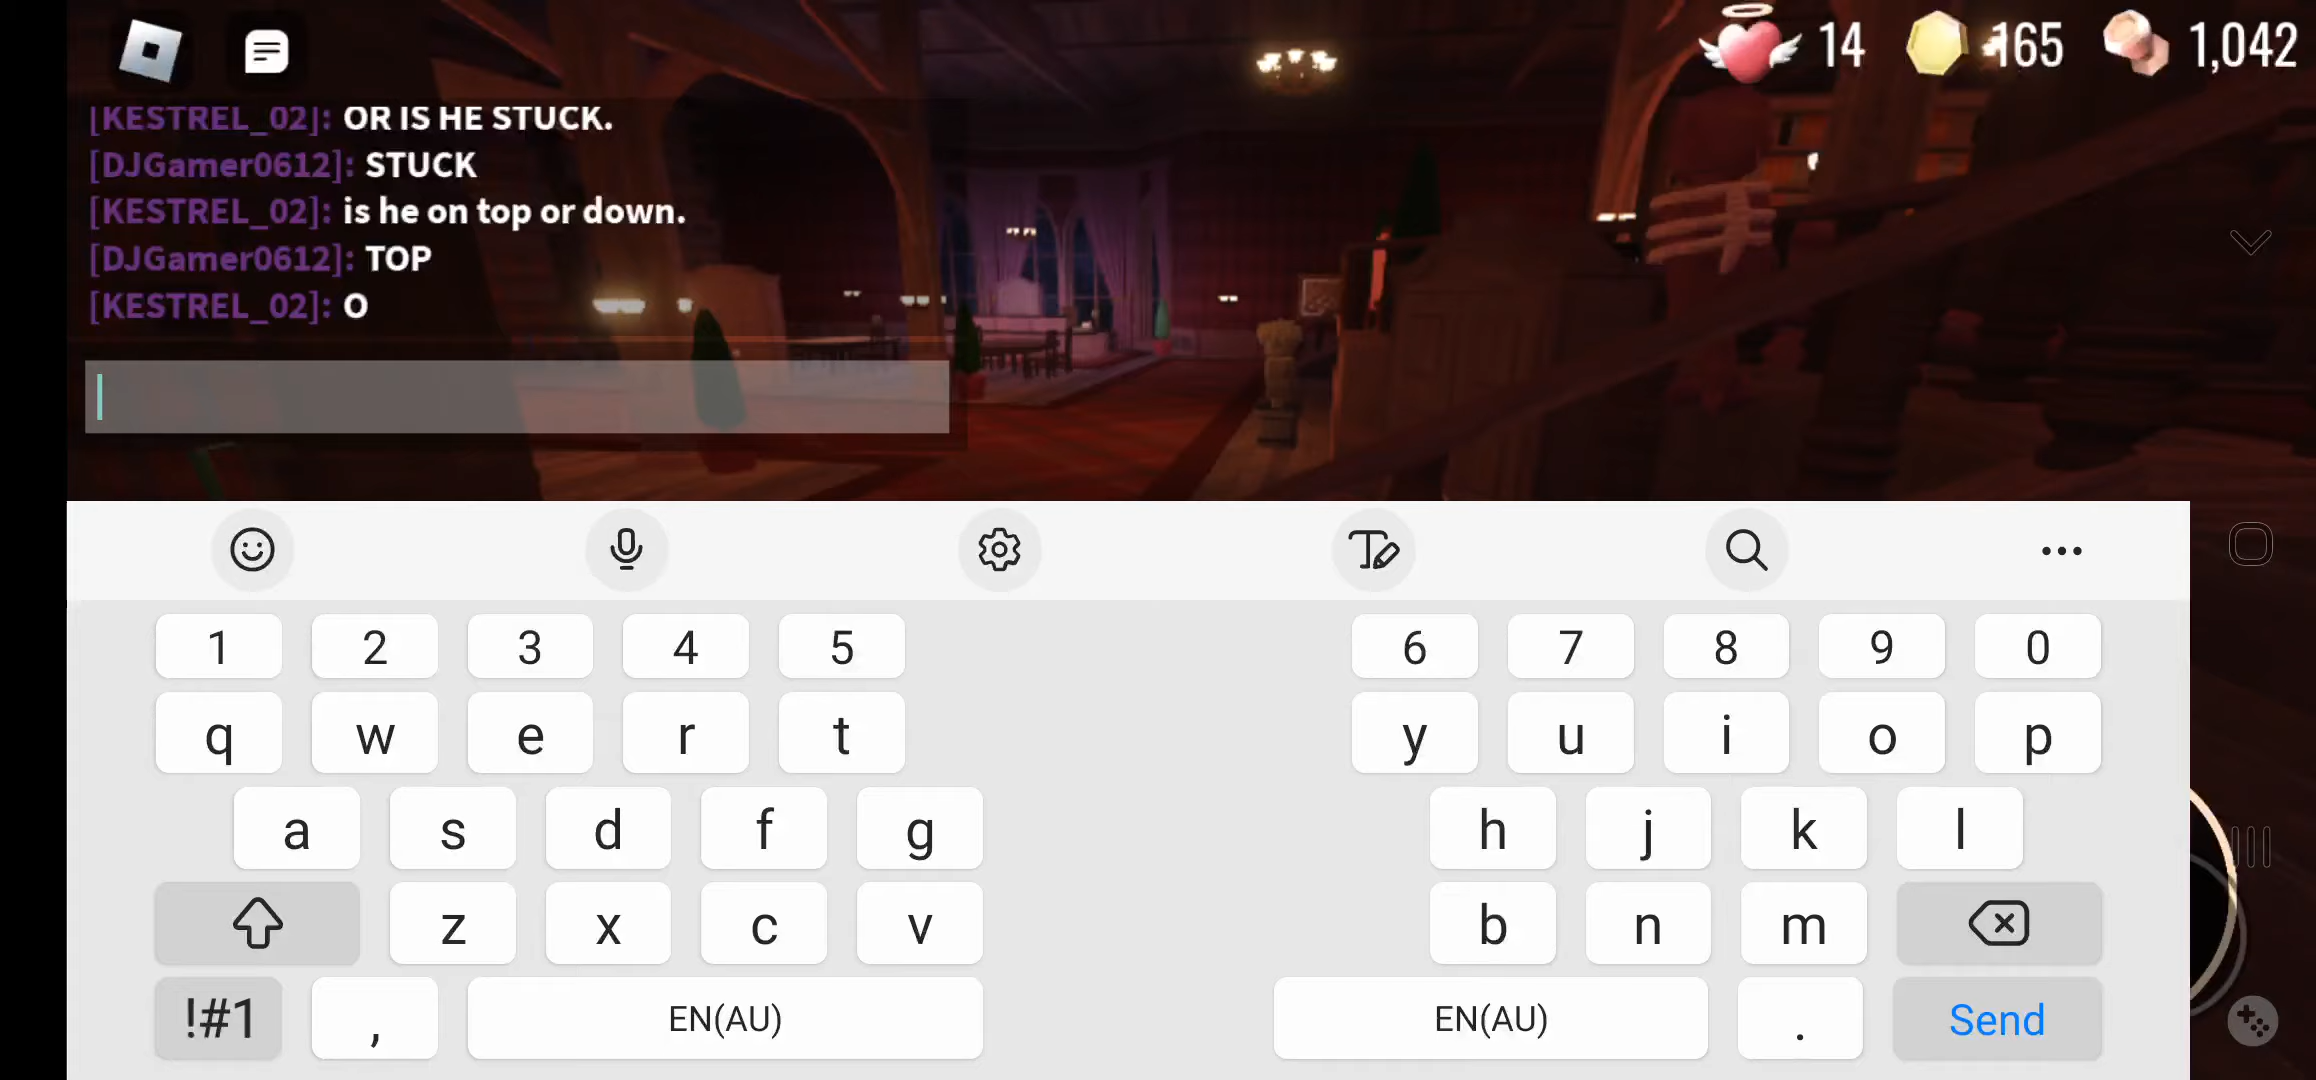 14 165 1,042
[KESTREL_02]: OR IS HE STUCK.
[DJGamer0612]: STUCK
[KESTREL_02]: is he on top or down.
[DJGamer0612]: TOP
[KESTREL_02]: O
1 2 3 4 5 6 7 8 9 0
q w e r t y u i o p
a s d f g h j k l
z x c v b n m
!#1 , EN(AU) EN(AU) . Send